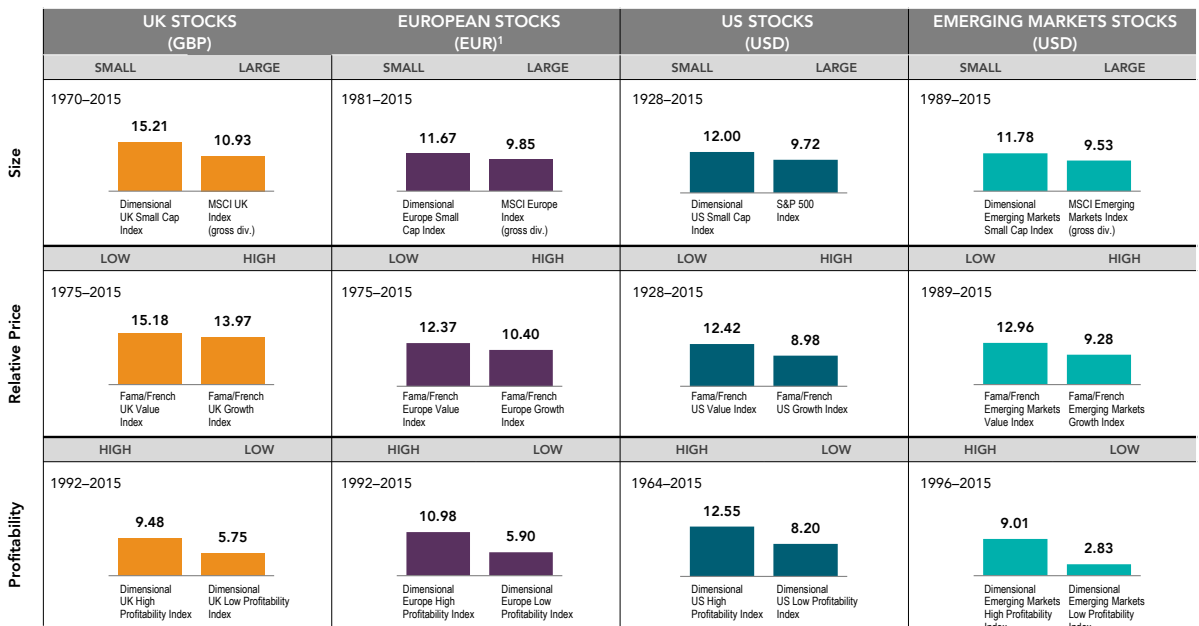 UK STOCKS
(GBP)
EUROPEAN STOCKS
(EUR)¹
US STOCKS
(USD)
EMERGING MARKETS STOCKS
(USD)
SMALL LARGE
SMALL LARGE
SMALL LARGE
SMALL LARGE
Size
1970–2015
15.21
10.93
Dimensional
UK Small Cap
Index
MSCI UK
Index
(gross div.)
1981–2015
11.67
9.85
Dimensional
Europe Small
Cap Index
MSCI Europe
Index
(gross div.)
1928–2015
12.00
9.72
Dimensional
US Small Cap
Index
S&P 500
Index
1989–2015
11.78
9.53
Dimensional
Emerging Markets
Small Cap Index
MSCI Emerging
Markets Index
(gross div.)
LOW HIGH
LOW HIGH
LOW HIGH
LOW HIGH
Relative Price
1975–2015
15.18
13.97
Fama/French
UK Value
Index
Fama/French
UK Growth
Index
1975–2015
12.37
10.40
Fama/French
Europe Value
Index
Fama/French
Europe Growth
Index
1928–2015
12.42
8.98
Fama/French
US Value Index
Fama/French
US Growth Index
1989–2015
12.96
9.28
Fama/French
Emerging Markets
Value Index
Fama/French
Emerging Markets
Growth Index
HIGH LOW
HIGH LOW
HIGH LOW
HIGH LOW
Profitability
1992–2015
9.48
5.75
Dimensional
UK High
Profitability Index
Dimensional
UK Low Profitability
Index
1992–2015
10.98
5.90
Dimensional
Europe High
Profitability Index
Dimensional
Europe Low
Profitability Index
1964–2015
12.55
8.20
Dimensional
US High
Profitability Index
Dimensional
US Low Profitability
Index
1996–2015
9.01
2.83
Dimensional
Emerging Markets
High Profitability
Index
Dimensional
Emerging Markets
Low Profitability
Index